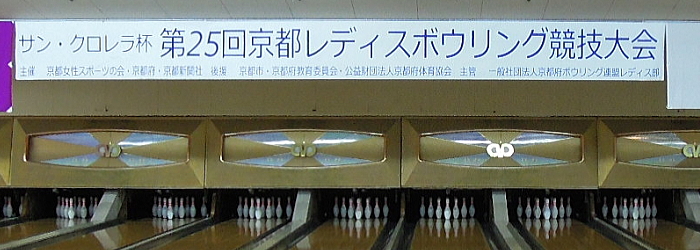 サン・クロレラ杯 第25回京都レディスボウリング競技大会
主催 京都女性スポーツの会・京都府・京都新聞社 後援 京都市・京都府教育委員会・公益財団法人京都府体育協会 主管 一般社団法人京都府ボウリング連盟レディス部